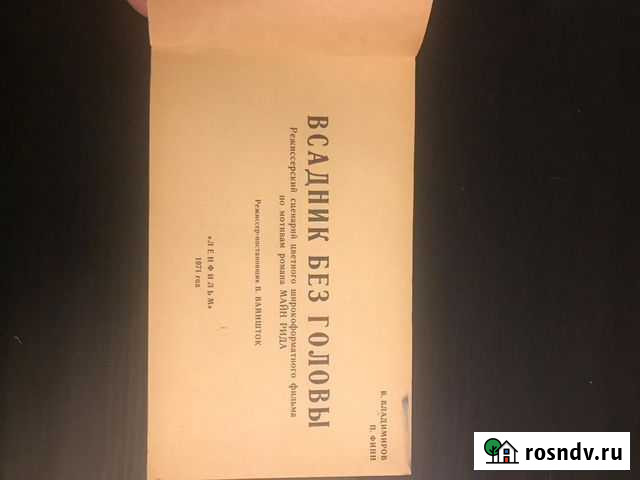 В. ВЛАДИМИРОВ
П. ФИНН
ВСАДНИК БЕЗ ГОЛОВЫ
Режиссерский сценарий цветного широкоформатного фильма
по мотивам романа МАЙН РИДА
Режиссер-постановщик В. ВАЙНШТОК
«ЛЕНФИЛЬМ»
1971 год
rosndv.ru